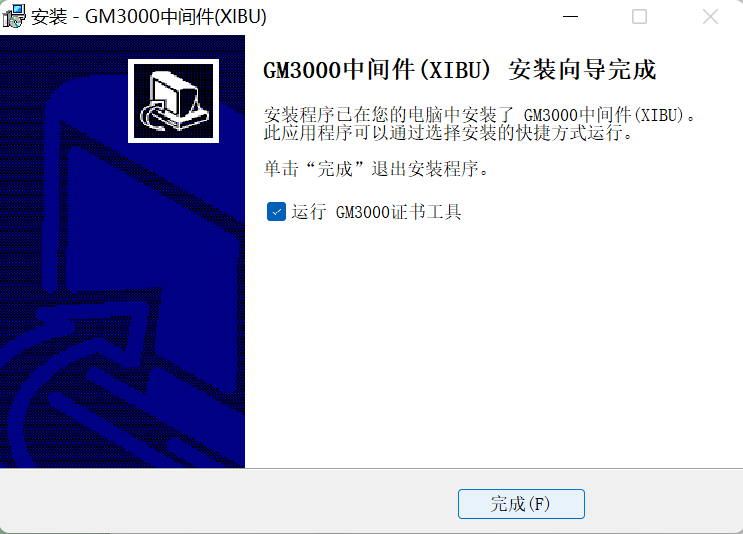 安装 - GM3000中间件(XIBU)
GM3000中间件(XIBU) 安装向导完成
安装程序已在您的电脑中安装了 GM3000中间件(XIBU)。
此应用程序可以通过选择安装的快捷方式运行。
单击“完成”退出安装程序。
运行 GM3000证书工具
完成(F)